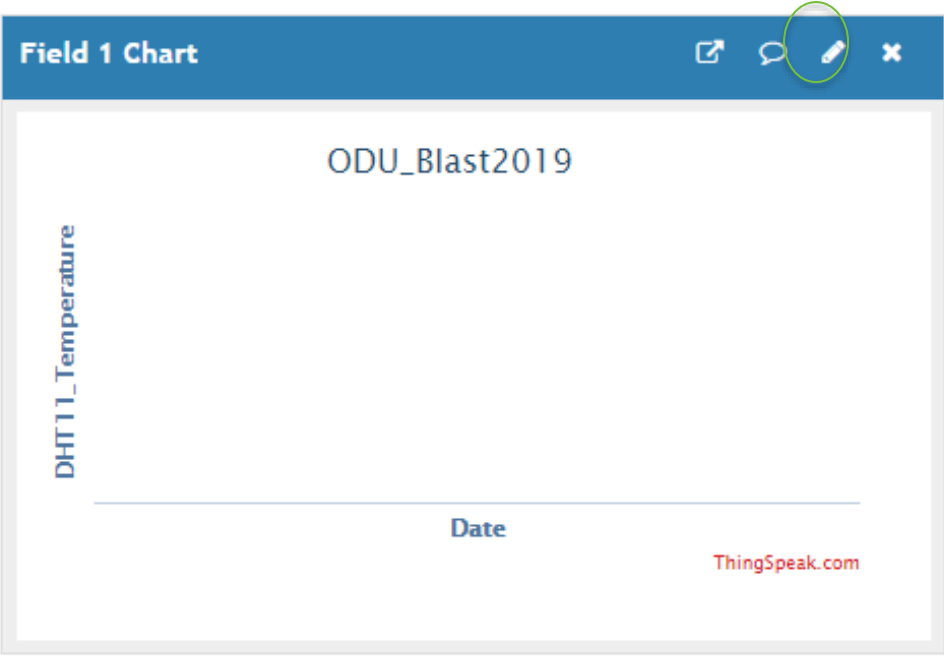 Field 1 Chart
ODU_Blast2019
DHT11_Temperature
Date
ThingSpeak.com